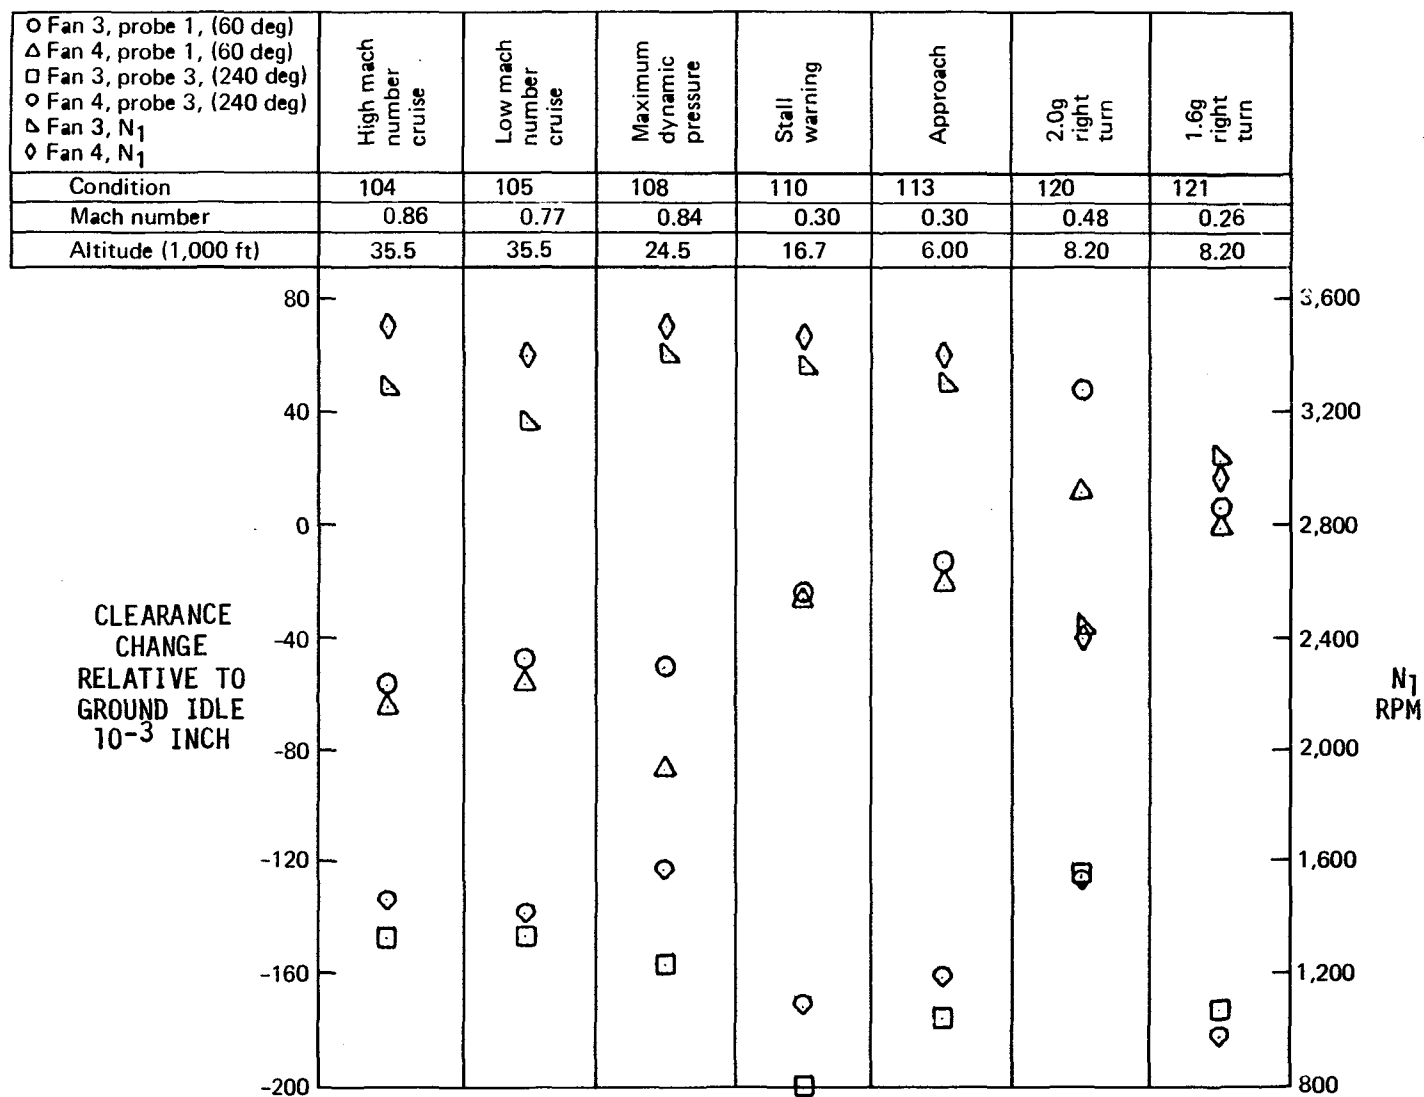 Fan 3, probe 1, (60 deg)
Fan 4, probe 1, (60 deg)
Fan 3, probe 3, (240 deg)
Fan 4, probe 3, (240 deg)
Fan 3, N1
Fan 4, N1
High mach
number
cruise
Low mach
number
cruise
Maximum
dynamic
pressure
Stall
warning
Approach
2.0g
right
turn
1.6g
right
turn
Condition 104 105 108 110 113 120 121
Mach number 0.86 0.77 0.84 0.30 0.30 0.48 0.26
Altitude (1,000 ft) 35.5 35.5 24.5 16.7 6.00 8.20 8.20
80
40
0
-40
-80
-120
-160
-200
CLEARANCE
CHANGE
RELATIVE TO
GROUND IDLE
10-3 INCH
3,600
3,200
2,800
2,400
2,000
1,600
1,200
800
N1
RPM